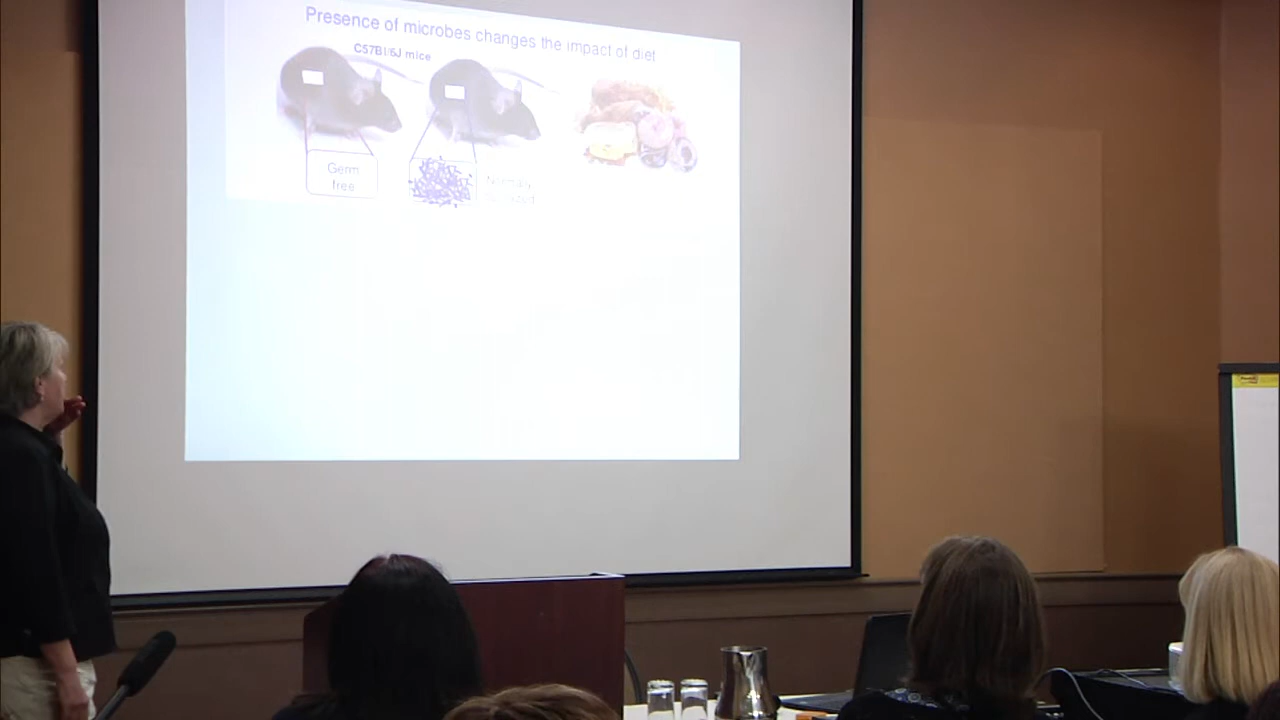 Presence of microbes changes the impact of diet
C57Bl/6J mice
Germ
free